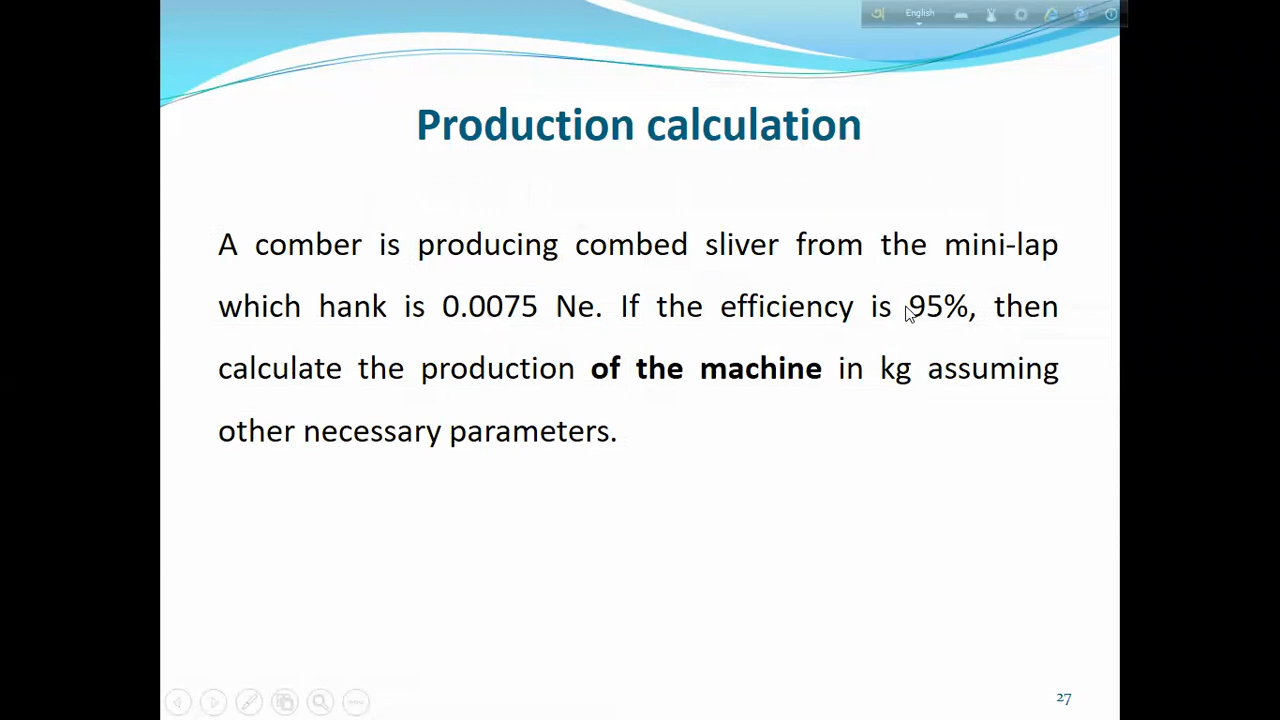 English
Production calculation
A comber is producing combed sliver from the mini-lap
which hank is 0.0075 Ne. If the efficiency is 95%, then
calculate the production of the machine in kg assuming
other necessary parameters.
27